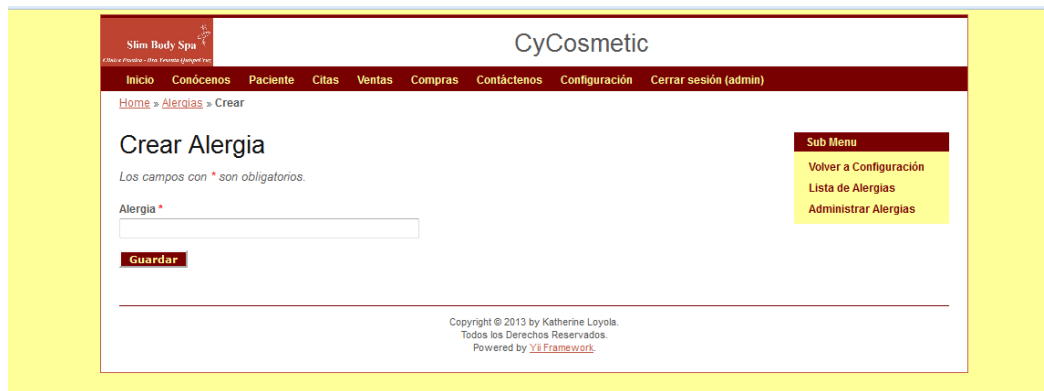 Slim Body Spa
CyCosmetic
Inicio Conócenos Paciente Citas Ventas Compras Contáctenos Configuración Cerrar sesión (admin)
Home » Alergias » Crear
Crear Alergia
Los campos con * son obligatorios.
Alergia *
Guardar
Sub Menu
Volver a Configuración
Lista de Alergias
Administrar Alergias
Copyright © 2013 by Katherine Loyola.
Todos los Derechos Reservados.
Powered by Yii Framework.